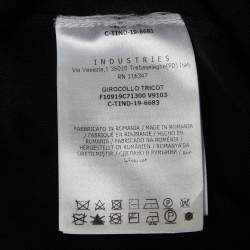 C-TIND-19-6683
INDUSTRIES
Via Venezia, 1 35010 Trebaseleghe(PD) Italy
RN 116347
GIROCOLLO TRICOT
F10919C71300 V9103
C-TIND-19-6683
FABBRICATO IN ROMANIA / MADE IN ROMANIA
/ FABRIQUÉ EN ROUMANIE / HECHO EN
RUMANIA / FABRICADO NA ROMÉNIA /
HERGESTELLT IN RUMÄNIEN /
СДЕЛАНО В РУМЫНИИ /